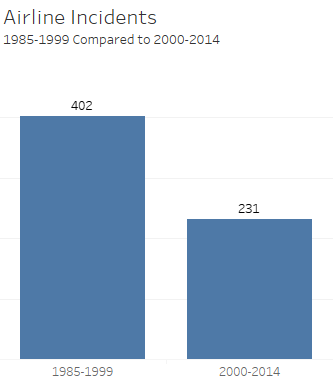 Airline Incidents
1985-1999 Compared to 2000-2014
402
231
1985-1999
2000-2014